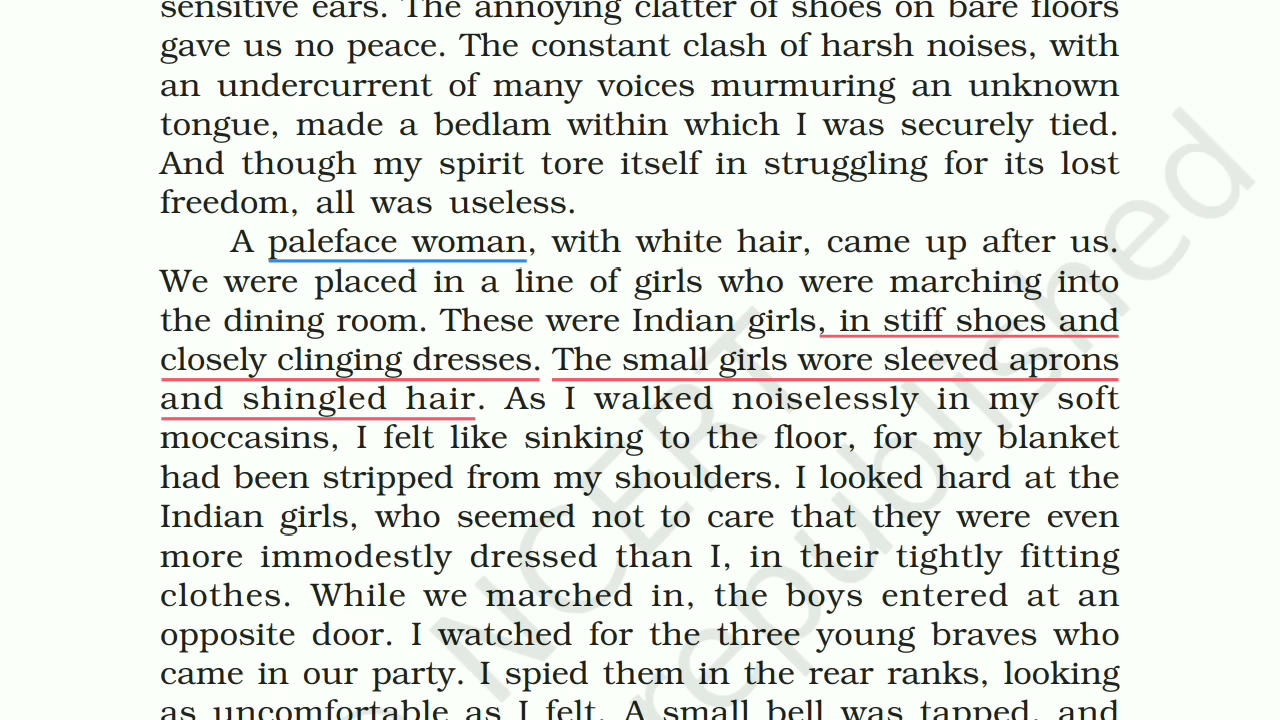 sensitive ears. The annoying clatter of shoes on bare floors
gave us no peace. The constant clash of harsh noises, with
an undercurrent of many voices murmuring an unknown
tongue, made a bedlam within which I was securely tied.
And though my spirit tore itself in struggling for its lost
freedom, all was useless.
A paleface woman, with white hair, came up after us.
We were placed in a line of girls who were marching into
the dining room. These were Indian girls, in stiff shoes and
closely clinging dresses. The small girls wore sleeved aprons
and shingled hair. As I walked noiselessly in my soft
moccasins, I felt like sinking to the floor, for my blanket
had been stripped from my shoulders. I looked hard at the
Indian girls, who seemed not to care that they were even
more immodestly dressed than I, in their tightly fitting
clothes. While we marched in, the boys entered at an
opposite door. I watched for the three young braves who
came in our party. I spied them in the rear ranks, looking
as uncomfortable as I felt. A small bell was tapped, and
NCERT
republished